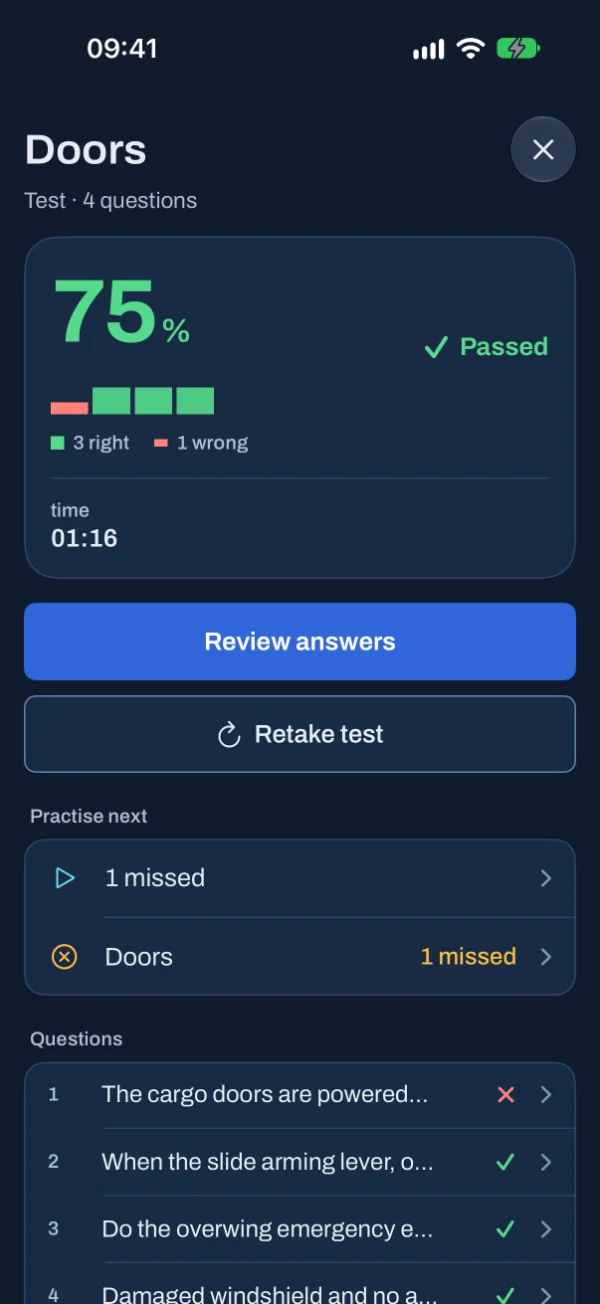 09:41
Doors
Test · 4 questions
75%
Passed
3 right 1 wrong
time
01:16
Review answers
Retake test
Practise next
1 missed
Doors 1 missed
Questions
1 The cargo doors are powered...
2 When the slide arming lever, o...
3 Do the overwing emergency e...
4 Damaged windshield and no a...